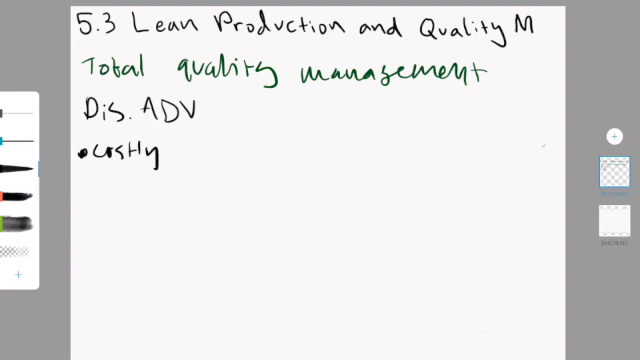 5.3 Lean Production and Quality M
Total quality management
Dis. ADV
• costly